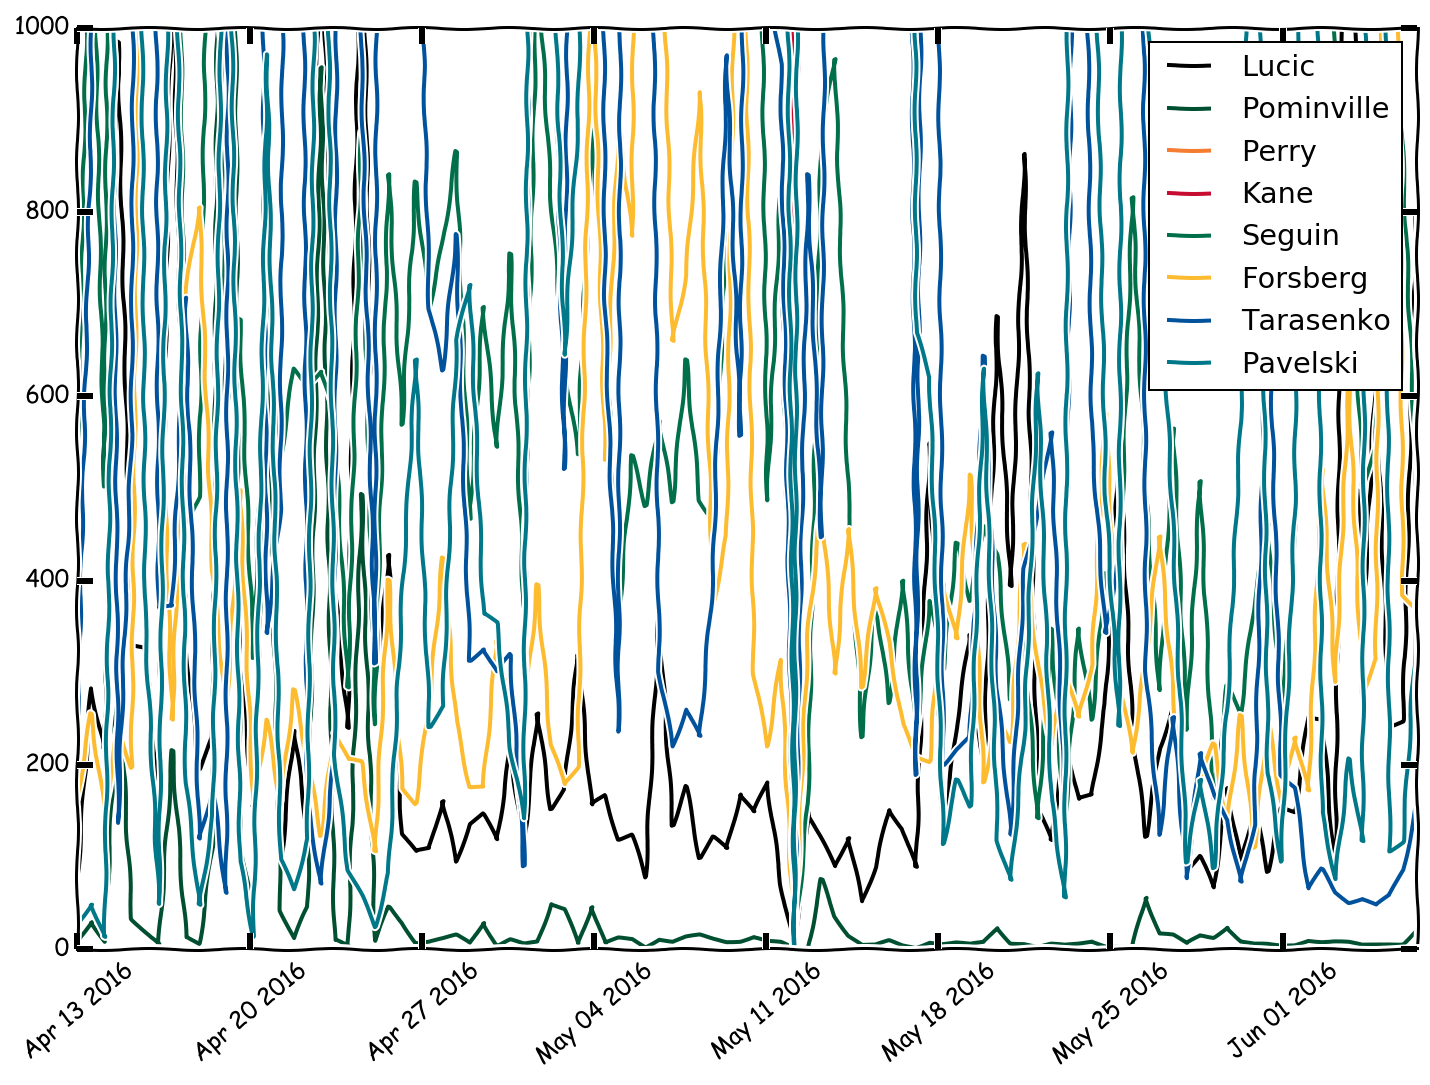 1000
800
600
400
200
0
Apr 13 2016
Apr 20 2016
Apr 27 2016
May 04 2016
May 11 2016
May 18 2016
May 25 2016
Jun 01 2016
Lucic
Pominville
Perry
Kane
Seguin
Forsberg
Tarasenko
Pavelski